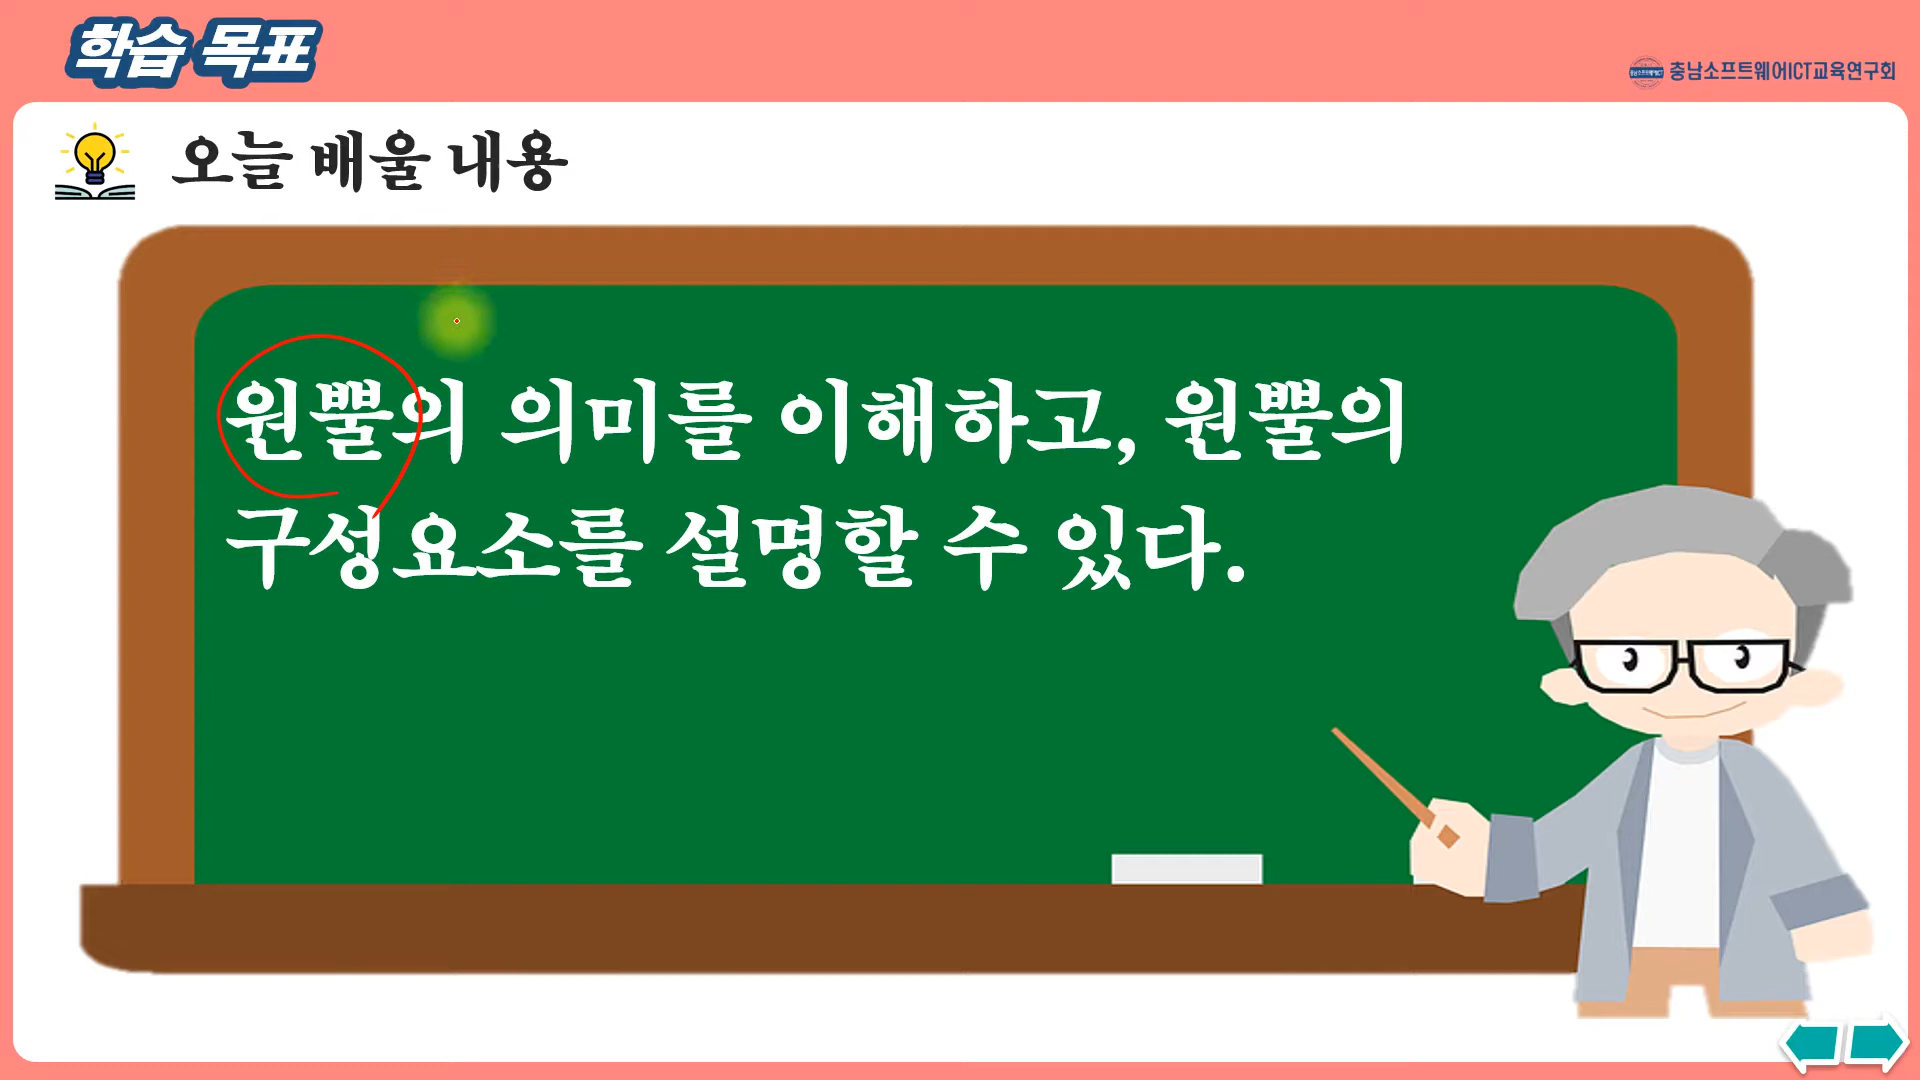 학습 목표
충남소프트웨어ICT교육연구회
오늘 배울 내용
원뿔의 의미를 이해하고, 원뿔의
구성요소를 설명할 수 있다.